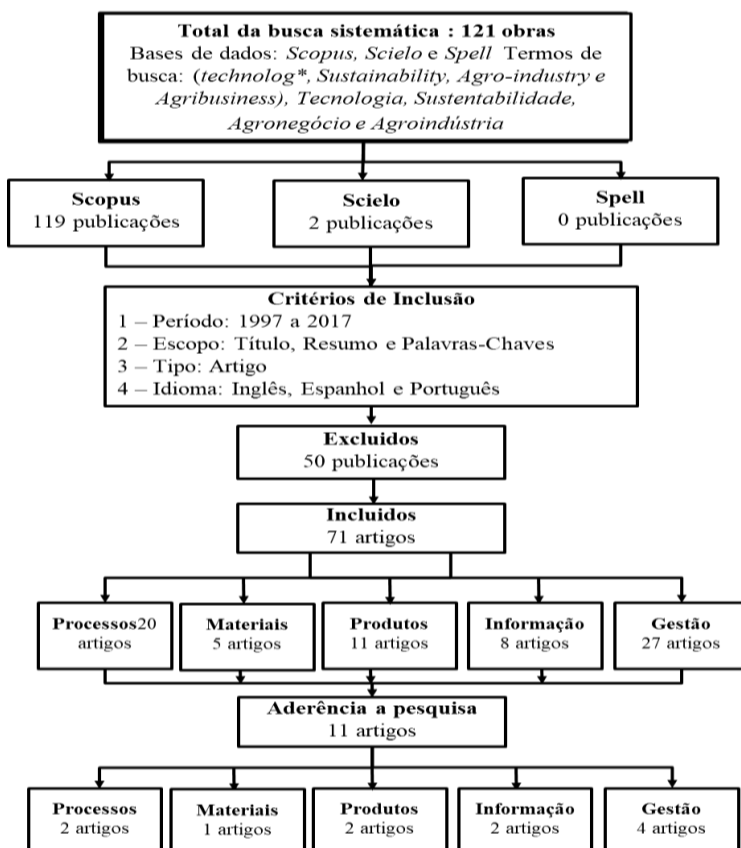 Total da busca sistemática : 121 obras
Bases de dados: Scopus, Scielo e Spell Termos de
busca: (technolog*, Sustainability, Agro-industry e
Agribusiness), Tecnologia, Sustentabilidade,
Agronegócio e Agroindústria
Scopus
119 publicações
Scielo
2 publicações
Spell
0 publicações
Critérios de Inclusão
1 – Período: 1997 a 2017
2 – Escopo: Título, Resumo e Palavras-Chaves
3 – Tipo: Artigo
4 – Idioma: Inglês, Espanhol e Português
Excluidos
50 publicações
Incluidos
71 artigos
Processos20
artigos
Materiais
5 artigos
Produtos
11 artigos
Informação
8 artigos
Gestão
27 artigos
Aderência a pesquisa
11 artigos
Processos
2 artigos
Materiais
1 artigos
Produtos
2 artigos
Informação
2 artigos
Gestão
4 artigos